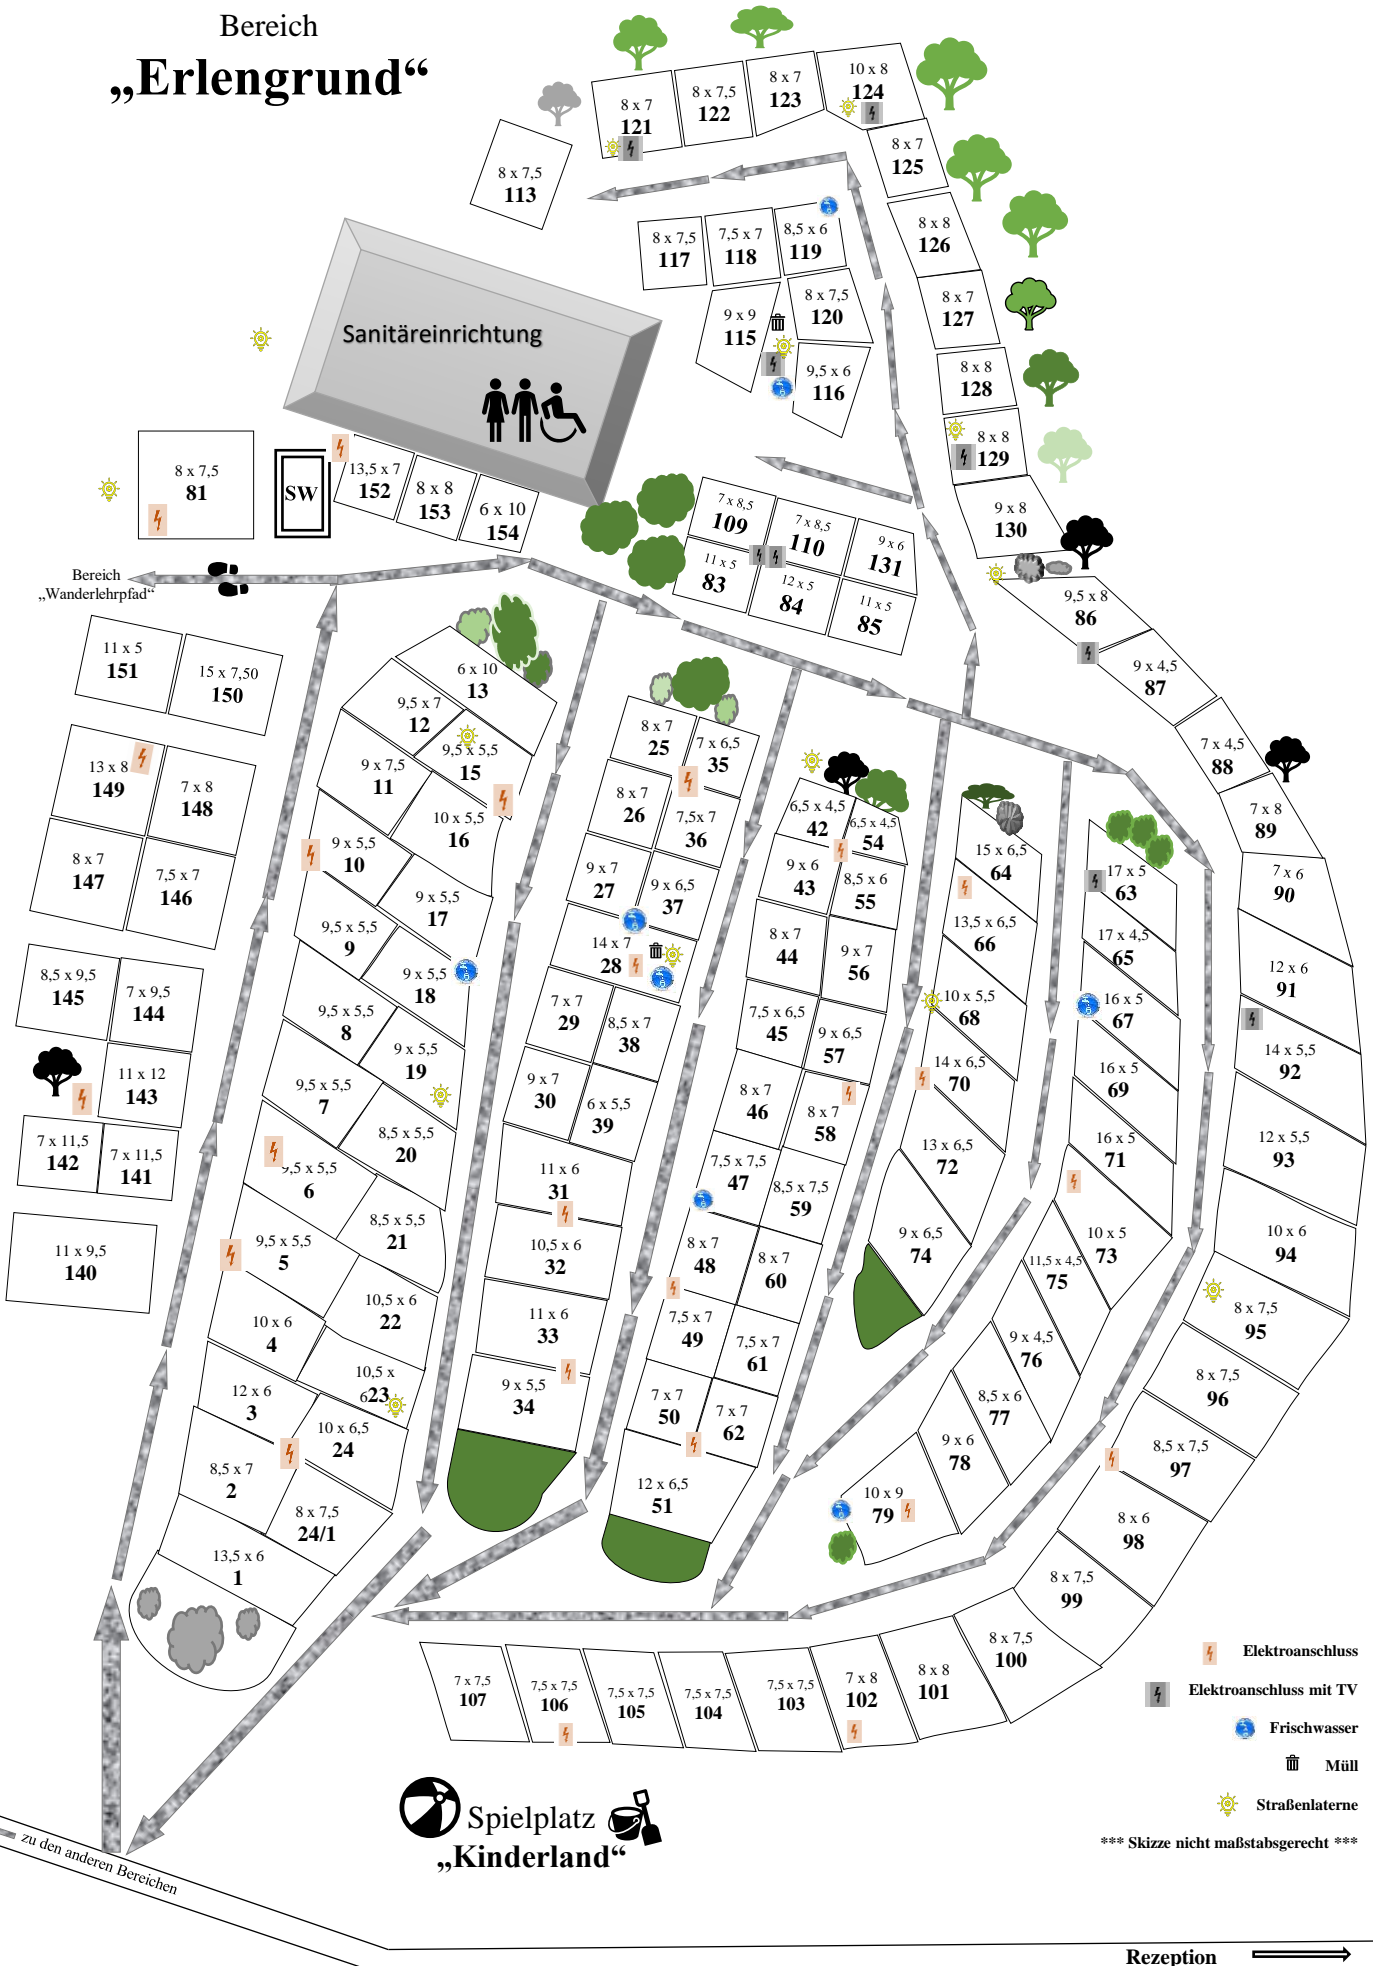 Bereich
„Erlengrund“
8 x 7
121
8 x 7,5
122
8 x 7
123
10 x 8
124
8 x 7
125
8 x 7,5
113
8 x 8
126
8 x 7,5
117
7,5 x 7
118
8,5 x 6
119
8 x 7
127
9 x 9
115
8 x 7,5
120
Sanitäreinrichtung
9,5 x 6
116
8 x 8
128
8 x 8
129
8 x 7,5
81
SW
13,5 x 7
152
8 x 8
153
6 x 10
154
7 x 8,5
109
7 x 8,5
110
9 x 6
131
9 x 8
130
11 x 5
83
12 x 5
84
11 x 5
85
Bereich
„Wanderlehrpfad“
9,5 x 8
86
9 x 4,5
87
7 x 4,5
88
7 x 8
89
7 x 6
90
12 x 6
91
14 x 5,5
92
12 x 5,5
93
10 x 6
94
8 x 7,5
95
8 x 7,5
96
8,5 x 7,5
97
8 x 6
98
8 x 7,5
99
8 x 7,5
100
8 x 8
101
7 x 8
102
7,5 x 7,5
103
7,5 x 7,5
104
7,5 x 7,5
105
7,5 x 7,5
106
7 x 7,5
107
11 x 5
151
15 x 7,50
150
13 x 8
149
7 x 8
148
8 x 7
147
7,5 x 7
146
8,5 x 9,5
145
7 x 9,5
144
11 x 12
143
7 x 11,5
142
7 x 11,5
141
11 x 9,5
140
6 x 10
13
9,5 x 7
12
9,5 x 5,5
15
9 x 7,5
11
10 x 5,5
16
9 x 5,5
10
9 x 5,5
17
9,5 x 5,5
9
9 x 5,5
18
9,5 x 5,5
8
9 x 5,5
19
9,5 x 5,5
7
8,5 x 5,5
20
9,5 x 5,5
6
8,5 x 5,5
21
9,5 x 5,5
5
10,5 x 6
22
10 x 6
4
10,5 x
6
23
12 x 6
3
10 x 6,5
24
8,5 x 7
2
8 x 7,5
24/1
13,5 x 6
1
8 x 7
25
7 x 6,5
35
8 x 7
26
7,5x 7
36
9 x 7
27
9 x 6,5
37
14 x 7
28
7 x 7
29
8,5 x 7
38
9 x 7
30
6 x 5,5
39
11 x 6
31
10,5 x 6
32
11 x 6
33
9 x 5,5
34
6,5 x 4,5
42
6,5 x 4,5
54
9 x 6
43
8,5 x 6
55
8 x 7
44
9 x 7
56
7,5 x 6,5
45
9 x 6,5
57
8 x 7
46
8 x 7
58
7,5 x 7,5
47
8,5 x 7,5
59
8 x 7
48
8 x 7
60
7,5 x 7
49
7,5 x 7
61
7 x 7
50
7 x 7
62
12 x 6,5
51
15 x 6,5
64
13,5 x 6,5
66
10 x 5,5
68
14 x 6,5
70
13 x 6,5
72
9 x 6,5
74
17 x 5
63
17 x 4,5
65
16 x 5
67
16 x 5
69
16 x 5
71
10 x 5
73
11,5 x 4,5
75
9 x 4,5
76
8,5 x 6
77
9 x 6
78
10 x 9
79
Elektroanschluss
Elektroanschluss mit TV
Frischwasser
Müll
Straßenlaterne
*** Skizze nicht maßstabsgerecht ***
Spielplatz
„Kinderland“
zu den anderen Bereichen
Rezeption